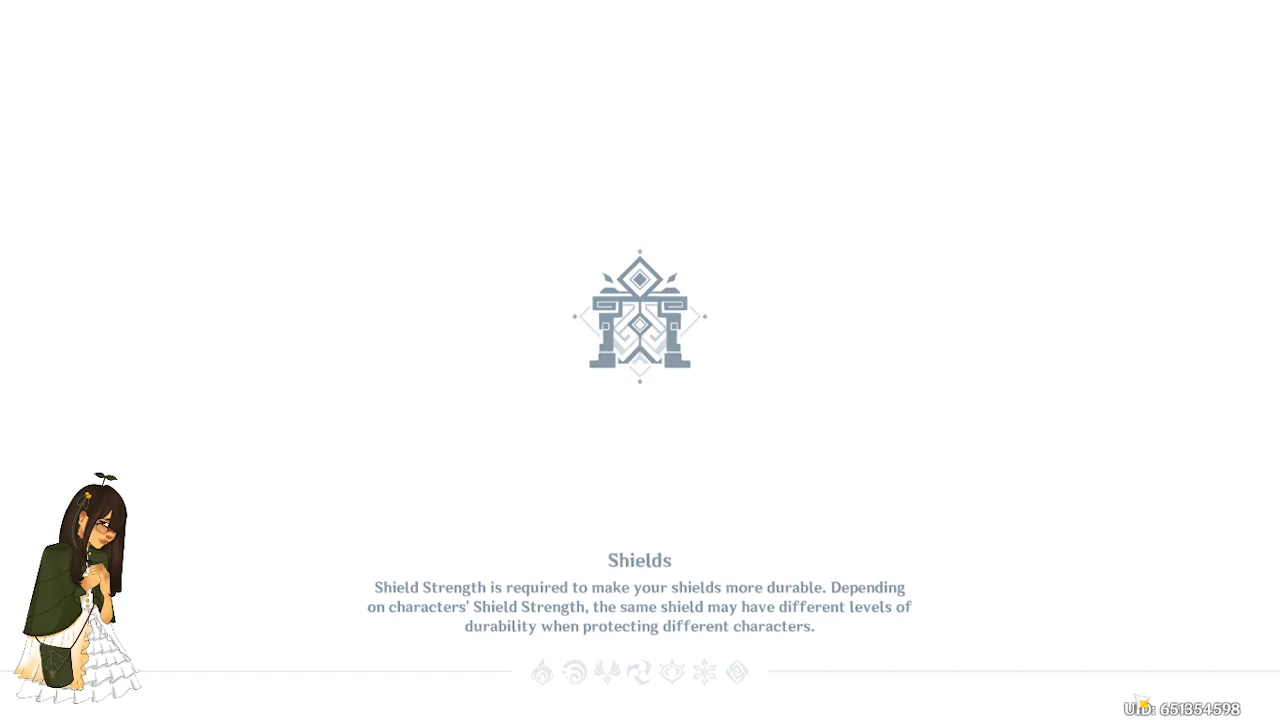 Shields
Shield Strength is required to make your shields more durable. Depending
on characters' Shield Strength, the same shield may have different levels of
durability when protecting different characters.
UID: 651354598